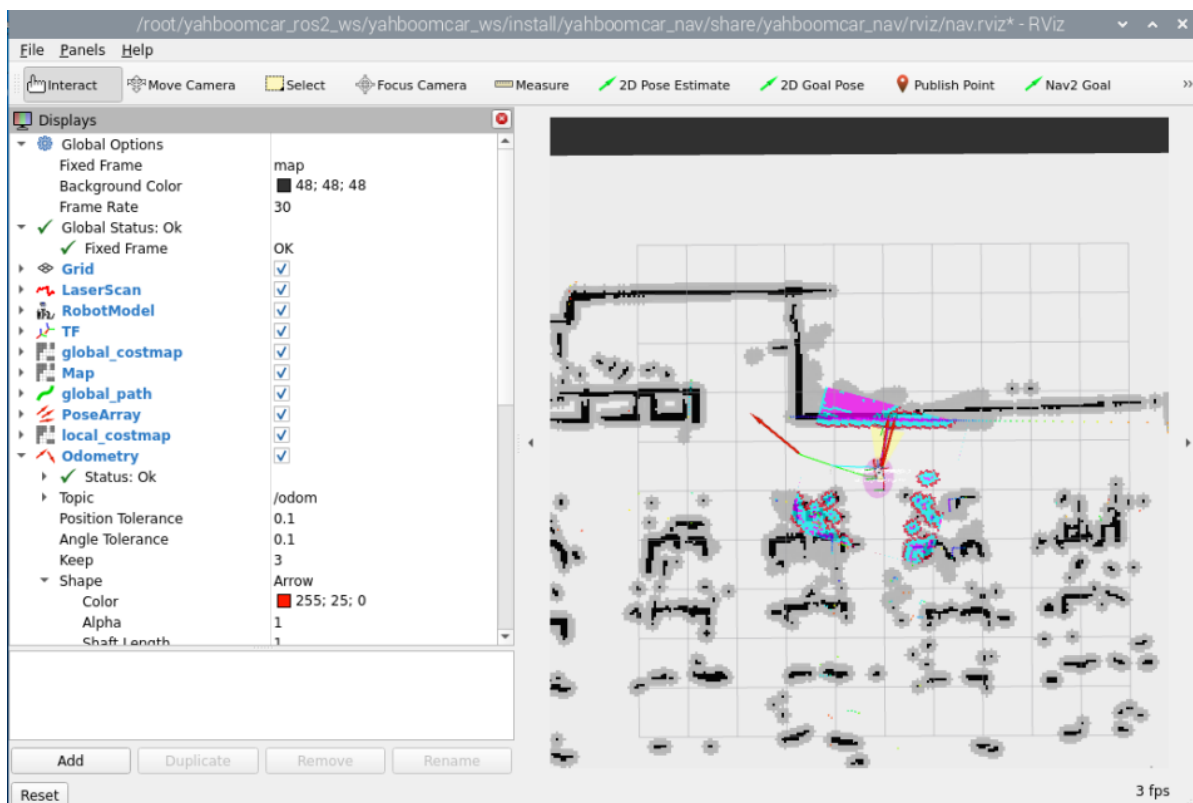 /root/yahboomcar_ros2_ws/yahboomcar_ws/install/yahboomcar_nav/share/yahboomcar_nav/rviz/nav.rviz* - RViz
File Panels Help
Interact Move Camera Select Focus Camera Measure 2D Pose Estimate 2D Goal Pose Publish Point Nav2 Goal »
Displays
Global Options
Fixed Frame map
Background Color 48; 48; 48
Frame Rate 30
Global Status: Ok
Fixed Frame OK
Grid
LaserScan
RobotModel
TF
global_costmap
Map
global_path
PoseArray
local_costmap
Odometry
Status: Ok
Topic /odom
Position Tolerance 0.1
Angle Tolerance 0.1
Keep 3
Shape Arrow
Color 255; 25; 0
Alpha 1
Shaft Length 1
Add Duplicate Remove Rename
Reset 3 fps